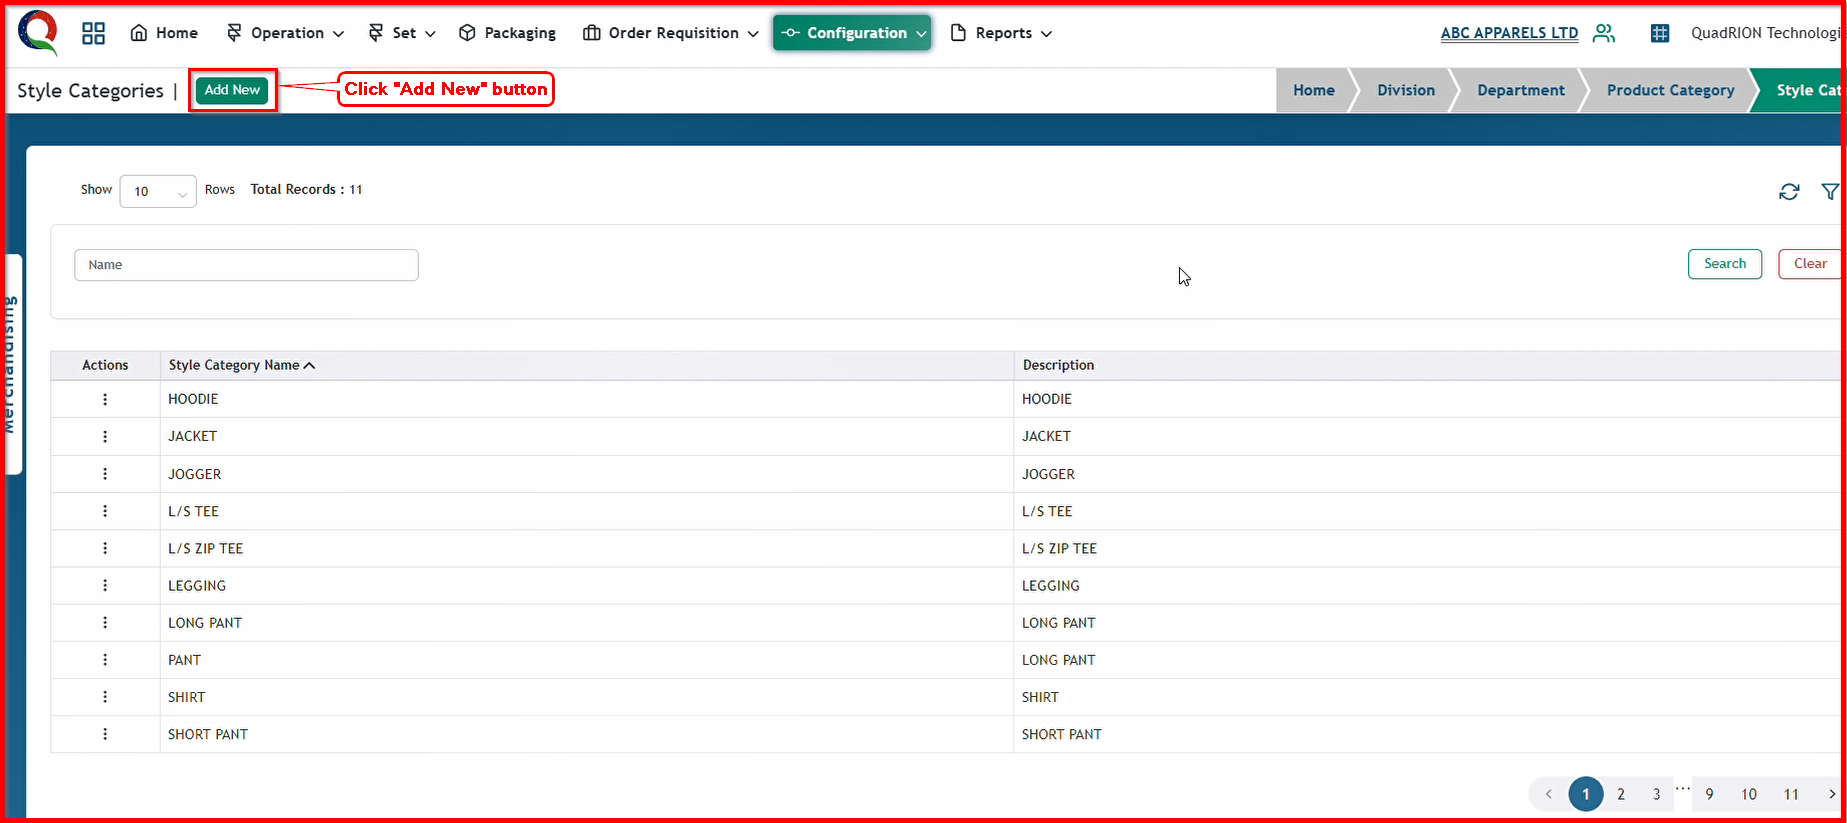 Home Operation Set Packaging Order Requisition Configuration Reports ABC APPARELS LTD QuadRION Technologi
Style Categories | Add New Click "Add New" button Home Division Department Product Category Style Cat
Show 10 Rows Total Records : 11
Name Search Clear
Merchandising
Actions Style Category Name Description
HOODIE HOODIE
JACKET JACKET
JOGGER JOGGER
L/S TEE L/S TEE
L/S ZIP TEE L/S ZIP TEE
LEGGING LEGGING
LONG PANT LONG PANT
PANT LONG PANT
SHIRT SHIRT
SHORT PANT SHORT PANT
< 1 2 3 ... 9 10 11 >